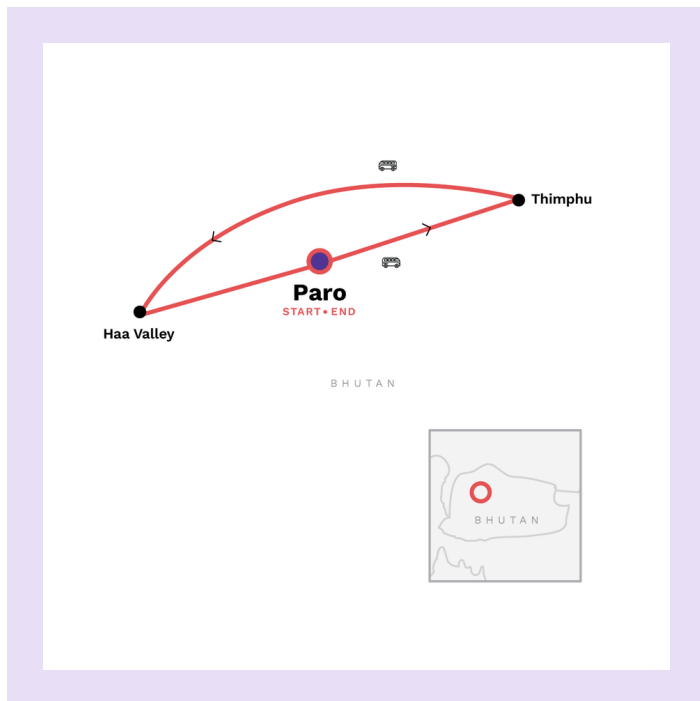 Thimphu
Paro
START • END
Haa Valley
BHUTAN
BHUTAN